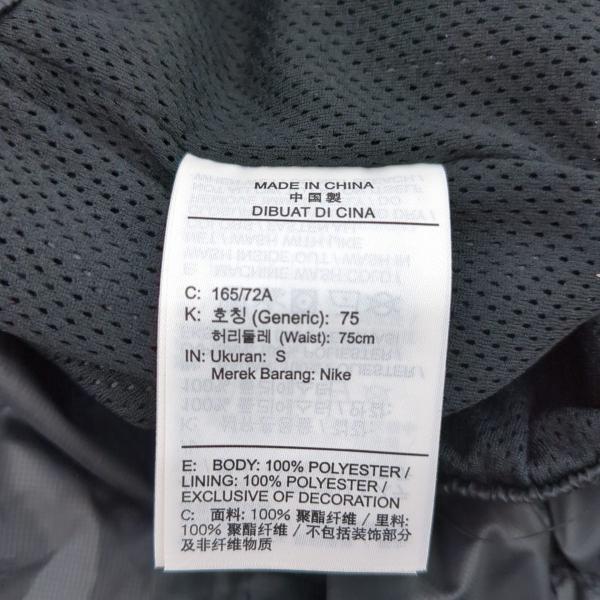 MADE IN CHINA
中国製
DIBUAT DI CINA
C: 165/72A
K: 호칭 (Generic): 75
허리둘레 (Waist): 75cm
IN: Ukuran: S
Merek Barang: Nike
E: BODY: 100% POLYESTER /
LINING: 100% POLYESTER /
EXCLUSIVE OF DECORATION
C: 面料: 100% 聚酯纤维 / 里料:
100% 聚酯纤维 / 不包括装饰部分
及非纤维物质